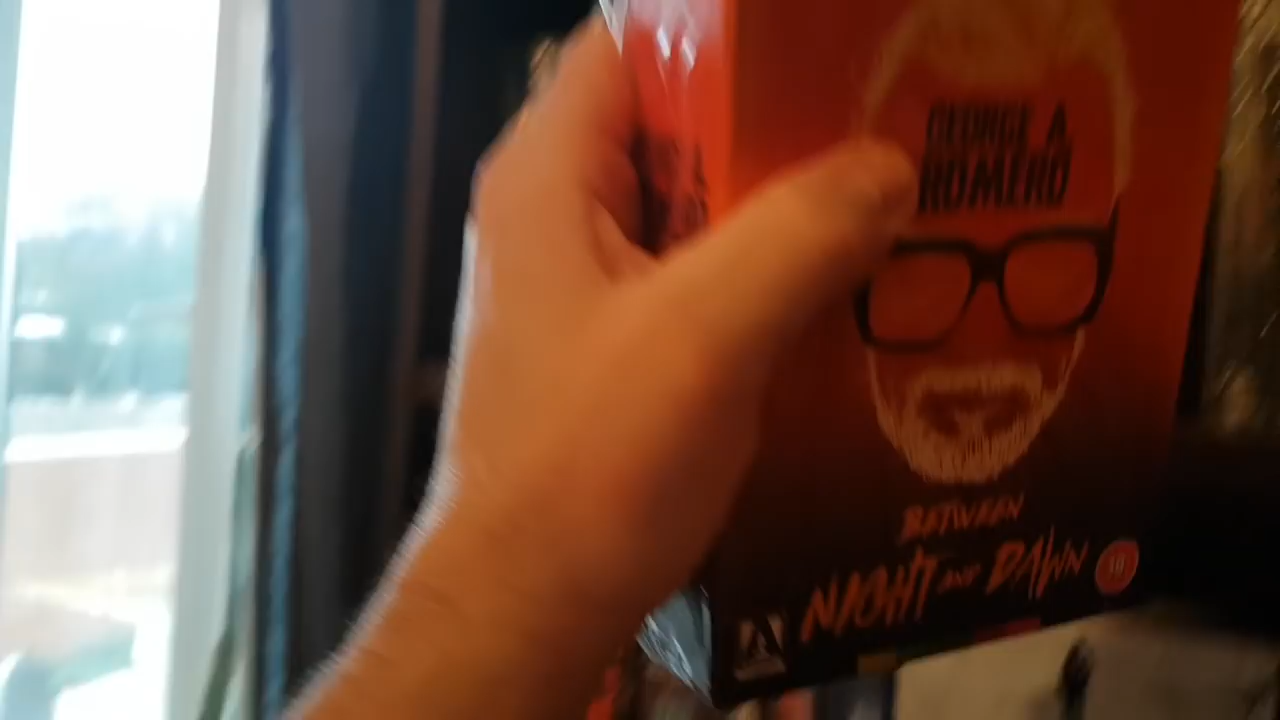 GEORGE A.
ROMERO
BETWEEN
NIGHT AND DAWN
18